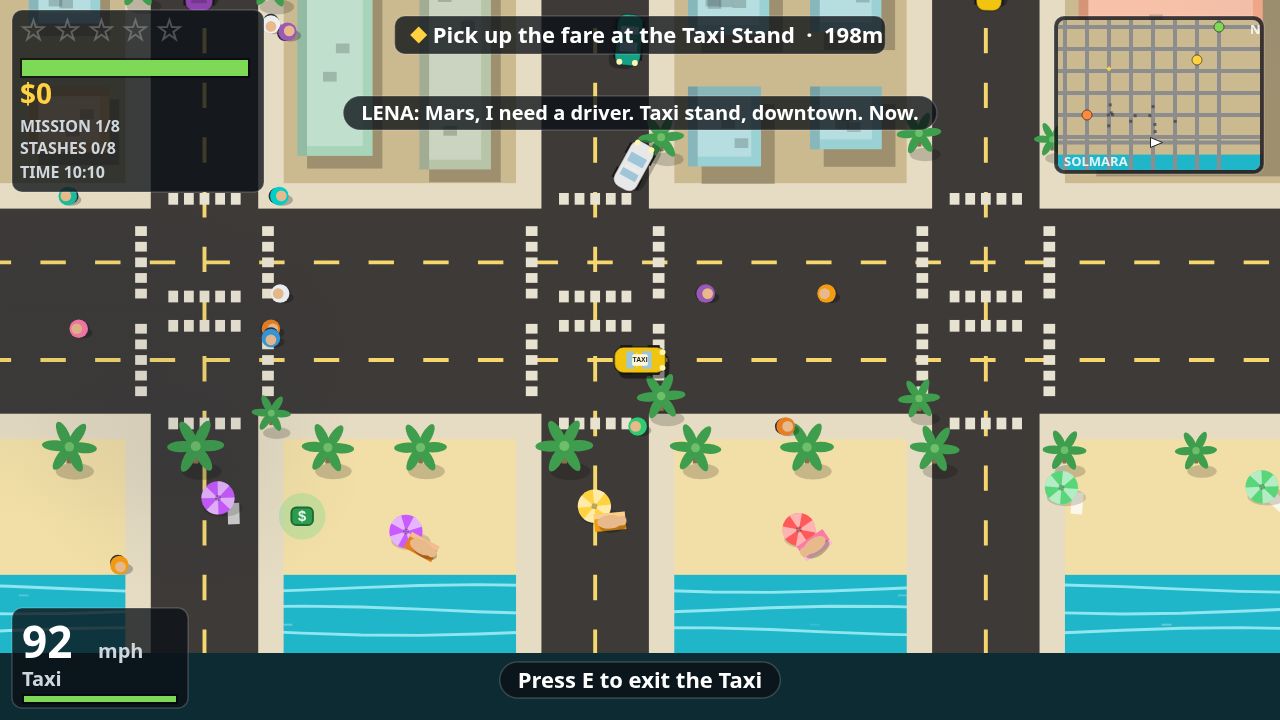 Pick up the fare at the Taxi Stand · 198m
N
$0
LENA: Mars, I need a driver. Taxi stand, downtown. Now.
MISSION 1/8
STASHES 0/8
SOLMARA
TIME 10:10
TAXI
$
92 mph
Taxi
Press E to exit the Taxi